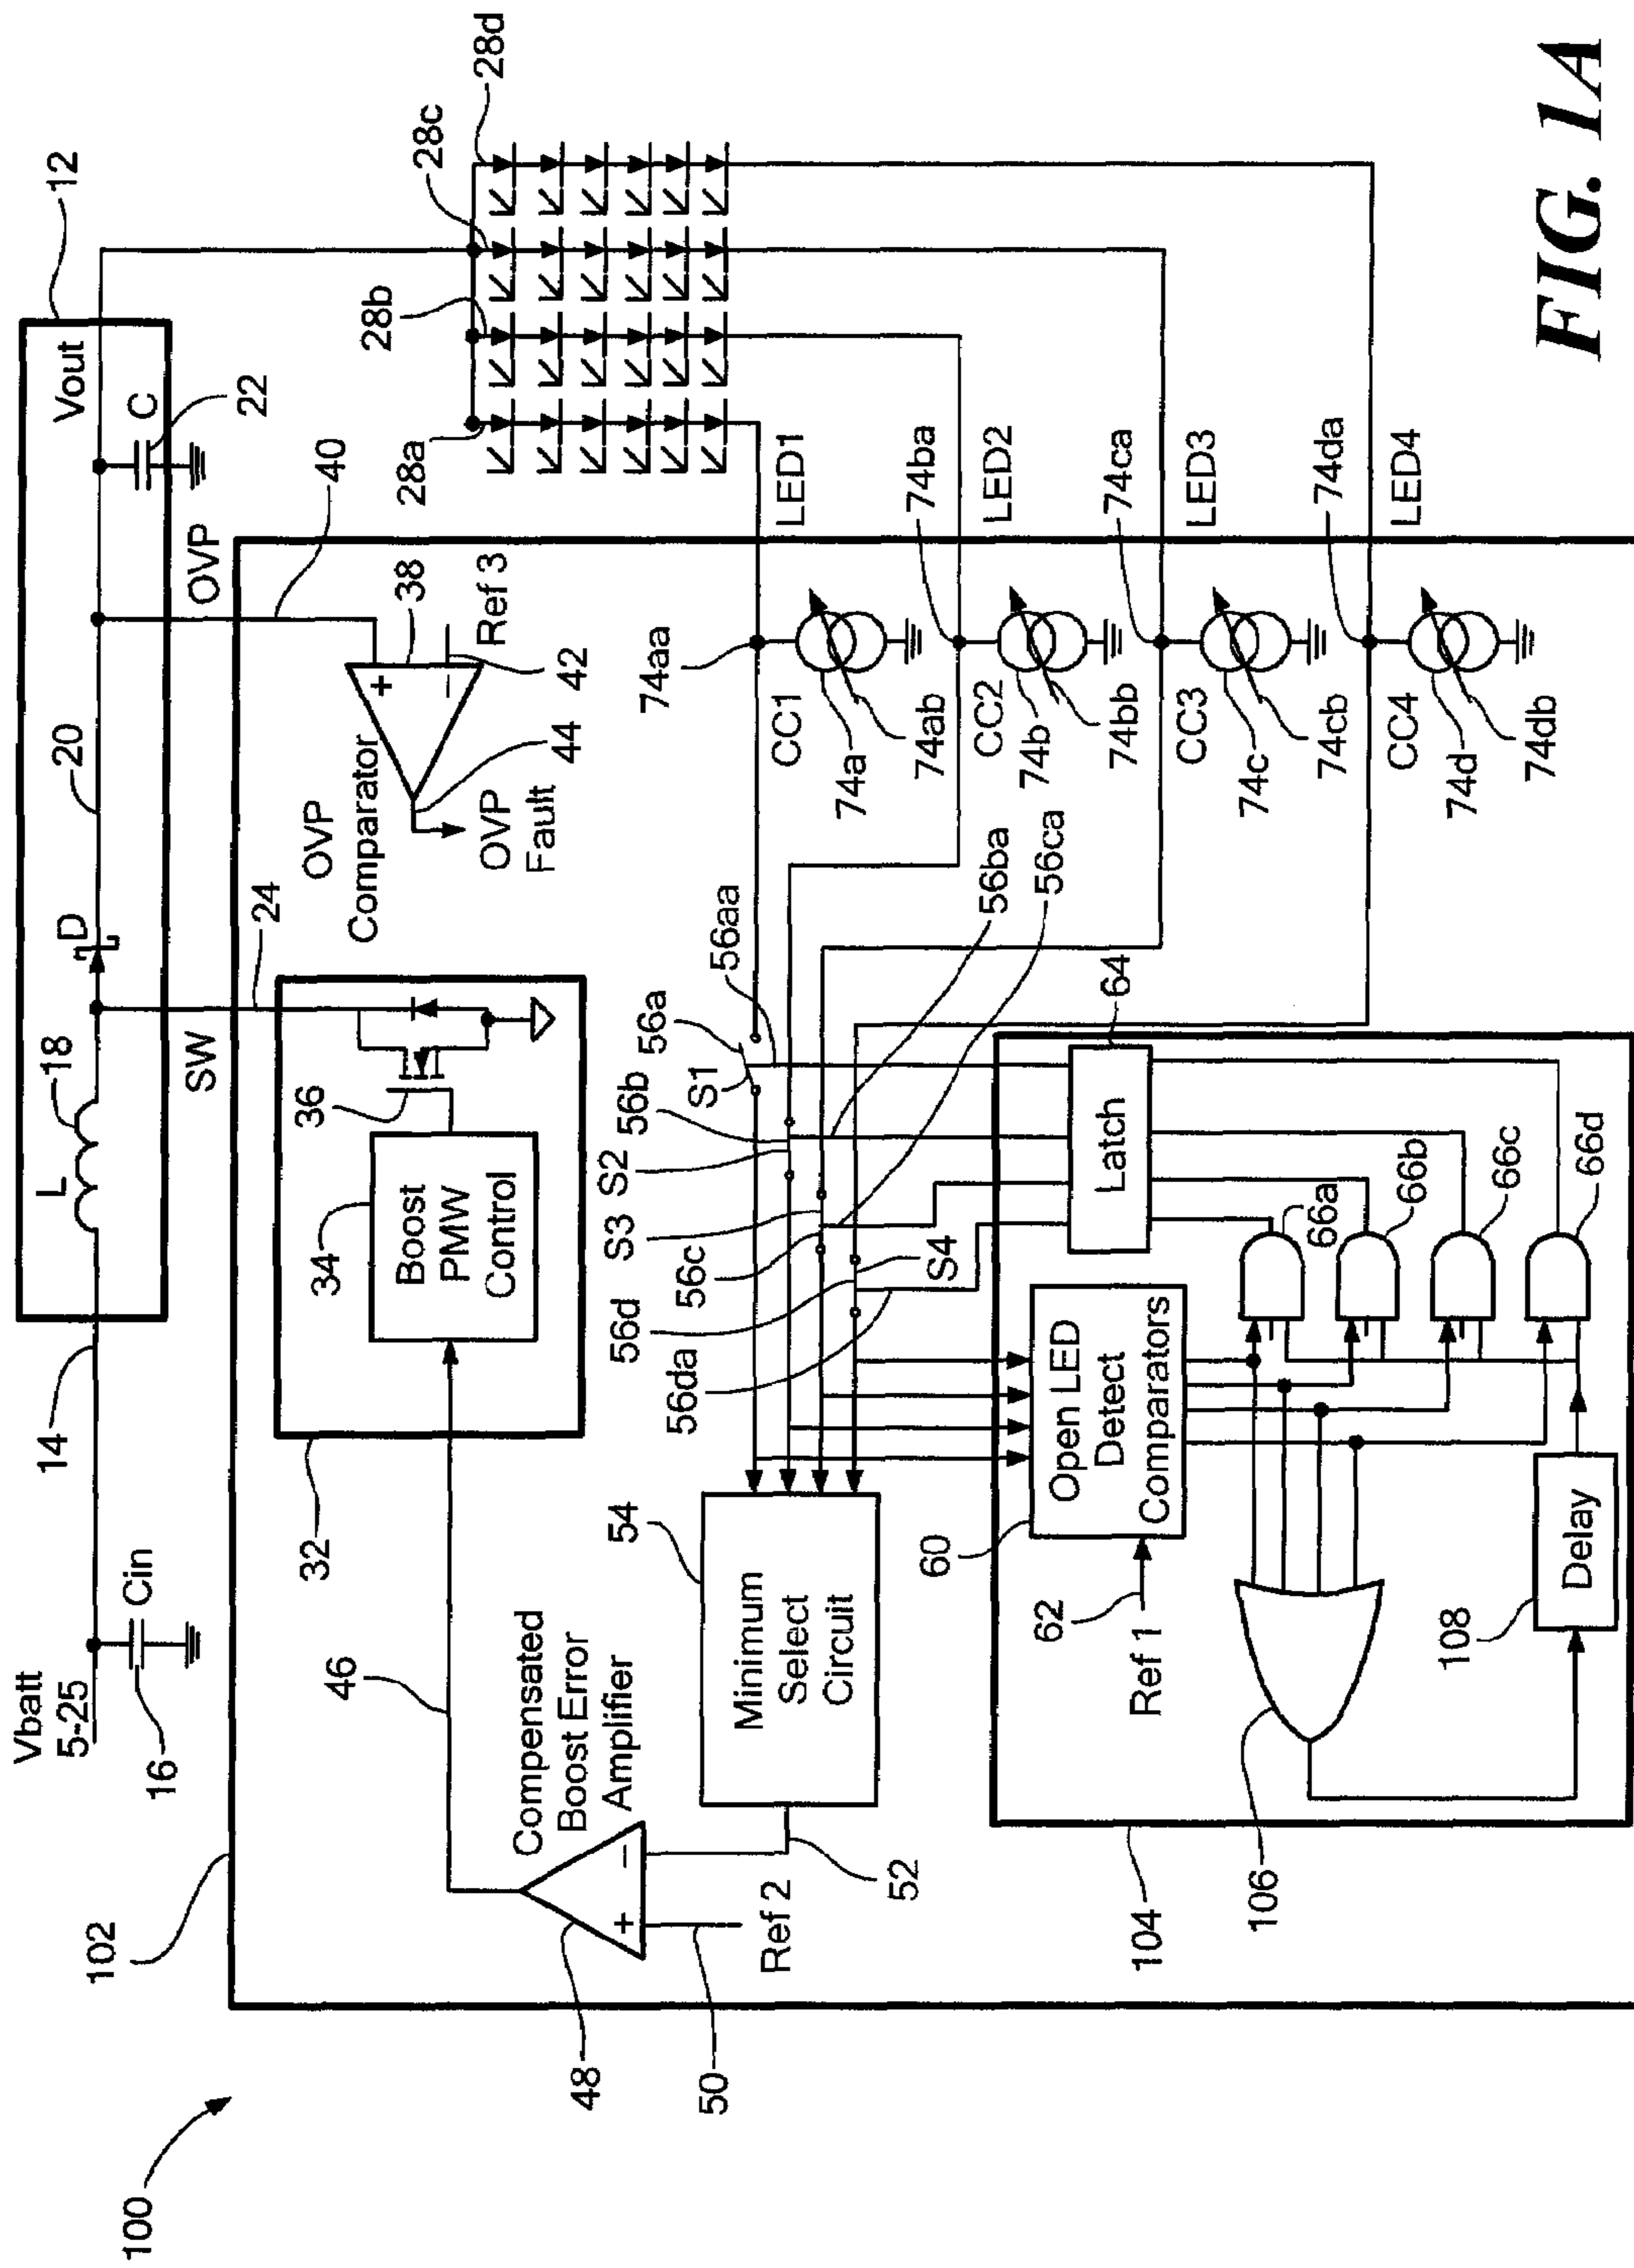 100
Vbatt
5-25
16
Cin
14
L
18
D
20
Vout
C
22
12
SW
24
OVP
40
102
32
34
Boost
PMW
Control
36
OVP
Comparator
38
Ref 3
42
44
OVP
Fault
28a
28b
28c
28d
46
Compensated
Boost Error
Amplifier
48
+
−
50
Ref 2
52
54
Minimum
Select
Circuit
+
−
S1
56a
56aa
S2
56b
56ba
S3
56c
56ca
S4
56d
56da
74aa
LED1
CC1
74a
74ab
74ba
LED2
CC2
74b
74bb
74ca
LED3
CC3
74c
74cb
74da
LED4
CC4
74d
74db
104
60
Open LED
Detect
Comparators
62
Ref 1
64
Latch
66a
66b
66c
66d
106
108
Delay
FIG. 1A